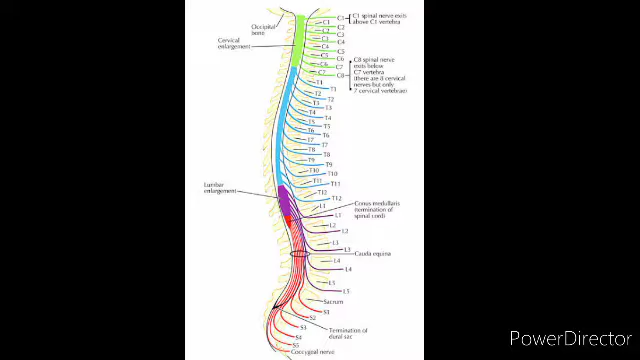 C1
C1 spinal nerve exits
above C1 vertebra
Occipital
bone
Cervical
enlargement
C1
C2
C2
C3
C3
C4
C4
C5
C5
C6
C6
C7
C7
C8
C8 spinal nerve
exits below
C7 vertebra
(there are 8 cervical
nerves but only
7 cervical vertebrae)
T1
T1
T2
T2
T3
T3
T4
T4
T5
T5
T6
T6
T7
T7
T8
T8
T9
T9
T10
T10
T11
T11
T12
T12
Lumbar
enlargement
L1
Conus medullaris
(termination of
spinal cord)
L1
L2
L2
L3
L3
Cauda equina
L4
L4
L5
L5
Sacrum
S1
S2
S3
Termination of
dural sac
S4
S5
Coccygeal nerve
PowerDirector